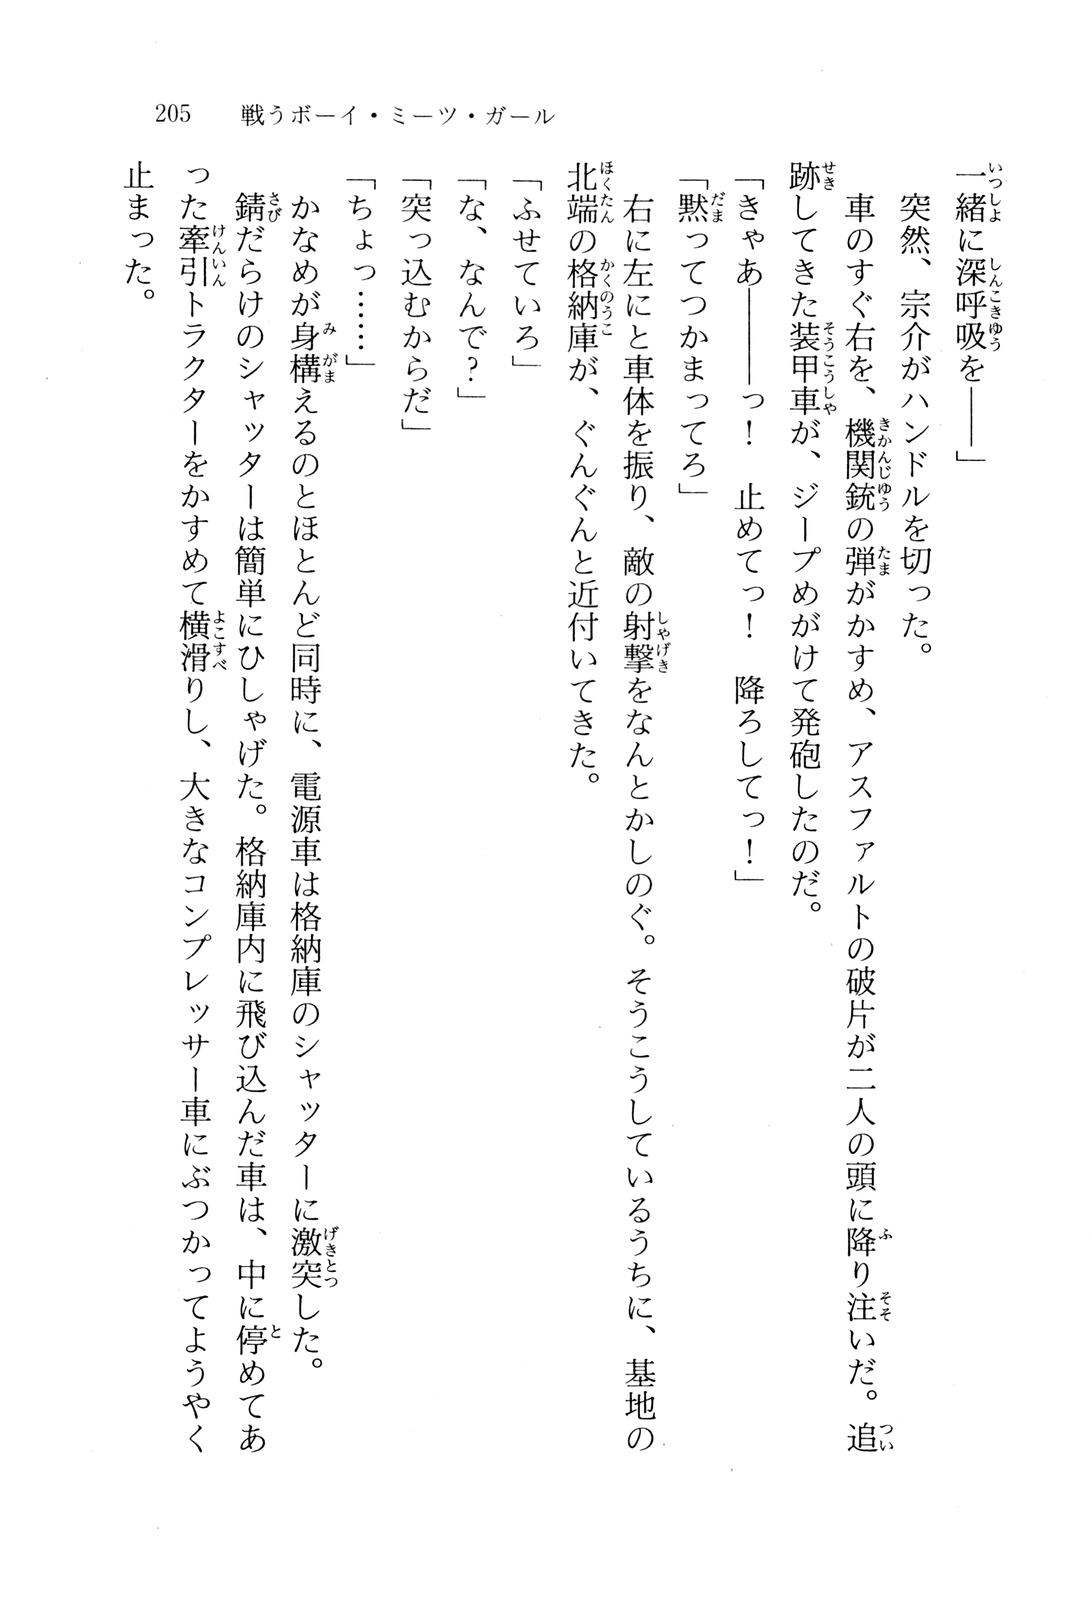 205　戦うボーイ・ミーツ・ガール
一緒に深呼吸を――」
　突然、宗介がハンドルを切った。
　車のすぐ右を、機関銃の弾がかすめ、アスファルトの破片が二人の頭に降り注いだ。追
跡してきた装甲車が、ジープめがけて発砲したのだ。
「きゃあ―――っ！　止めてっ！　降ろしてっ！」
「黙ってつかまってろ」
　右に左にと車体を振り、敵の射撃をなんとかしのぐ。そうこうしているうちに、基地の
北端の格納庫が、ぐんぐんと近付いてきた。
「ふせていろ」
「な、なんで？」
「突っ込むからだ」
「ちょっ……」
　かなめが身構えるのとほとんど同時に、電源車は格納庫のシャッターに激突した。
　錆だらけのシャッターは簡単にひしゃげた。格納庫内に飛び込んだ車は、中に停めてあ
った牽引トラクターをかすめて横滑りし、大きなコンプレッサー車にぶつかってようやく
止まった。